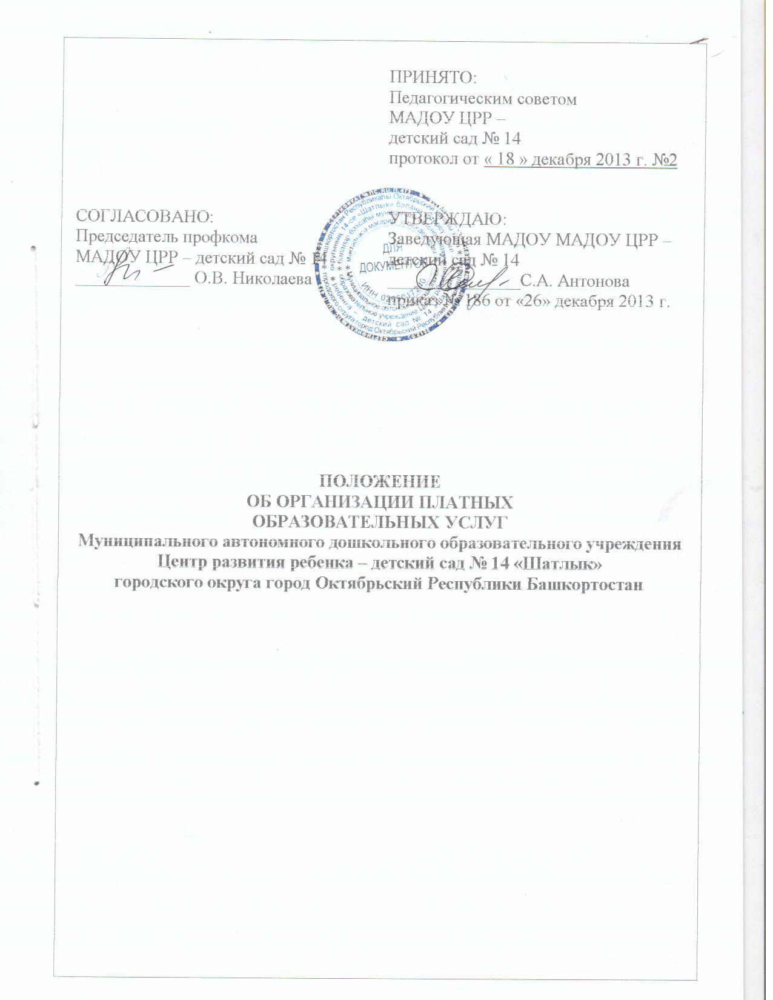 ПРИНЯТО:
Педагогическим советом
МАДОУ ЦРР –
детский сад № 14
протокол от « 18 » декабря 2013 г. №2
СОГЛАСОВАНО:
Председатель профкома
МАДОУ ЦРР – детский сад № 14
О.В. Николаева
УТВЕРЖДАЮ:
Заведующая МАДОУ МАДОУ ЦРР –
детский сад № 14
С.А. Антонова
приказ № 186 от «26» декабря 2013 г.
ДЛЯ
ДОКУМЕНТОВ
ПОЛОЖЕНИЕ
ОБ ОРГАНИЗАЦИИ ПЛАТНЫХ
ОБРАЗОВАТЕЛЬНЫХ УСЛУГ
Муниципального автономного дошкольного образовательного учреждения
Центр развития ребенка – детский сад № 14 «Шатлык»
городского округа город Октябрьский Республики Башкортостан